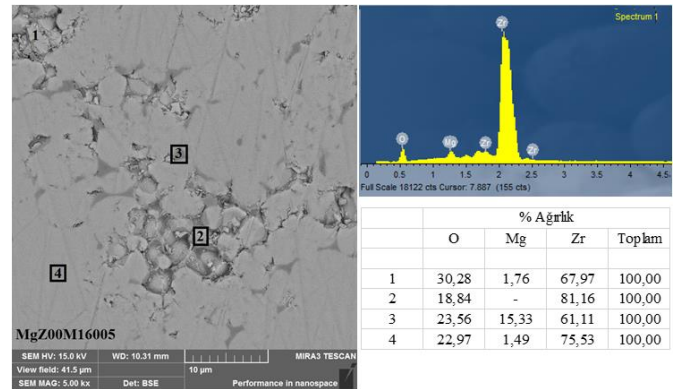 1
3
2
4
MgZ00M16005
SEM HV: 15.0 kV WD: 10.31 mm MIRA3 TESCAN
View field: 41.5 µm 10 µm
SEM MAG: 5.00 kx Det: BSE Performance in nanospace
Spectrum 1
Zr
O Mg Zr Zr
0 0.5 1 1.5 2 2.5 3 3.5 4 4.5
Full Scale 18122 cts Cursor: 7.887 (155 cts)
% Ağırlık
O Mg Zr Toplam
1 30,28 1,76 67,97 100,00
2 18,84 - 81,16 100,00
3 23,56 15,33 61,11 100,00
4 22,97 1,49 75,53 100,00